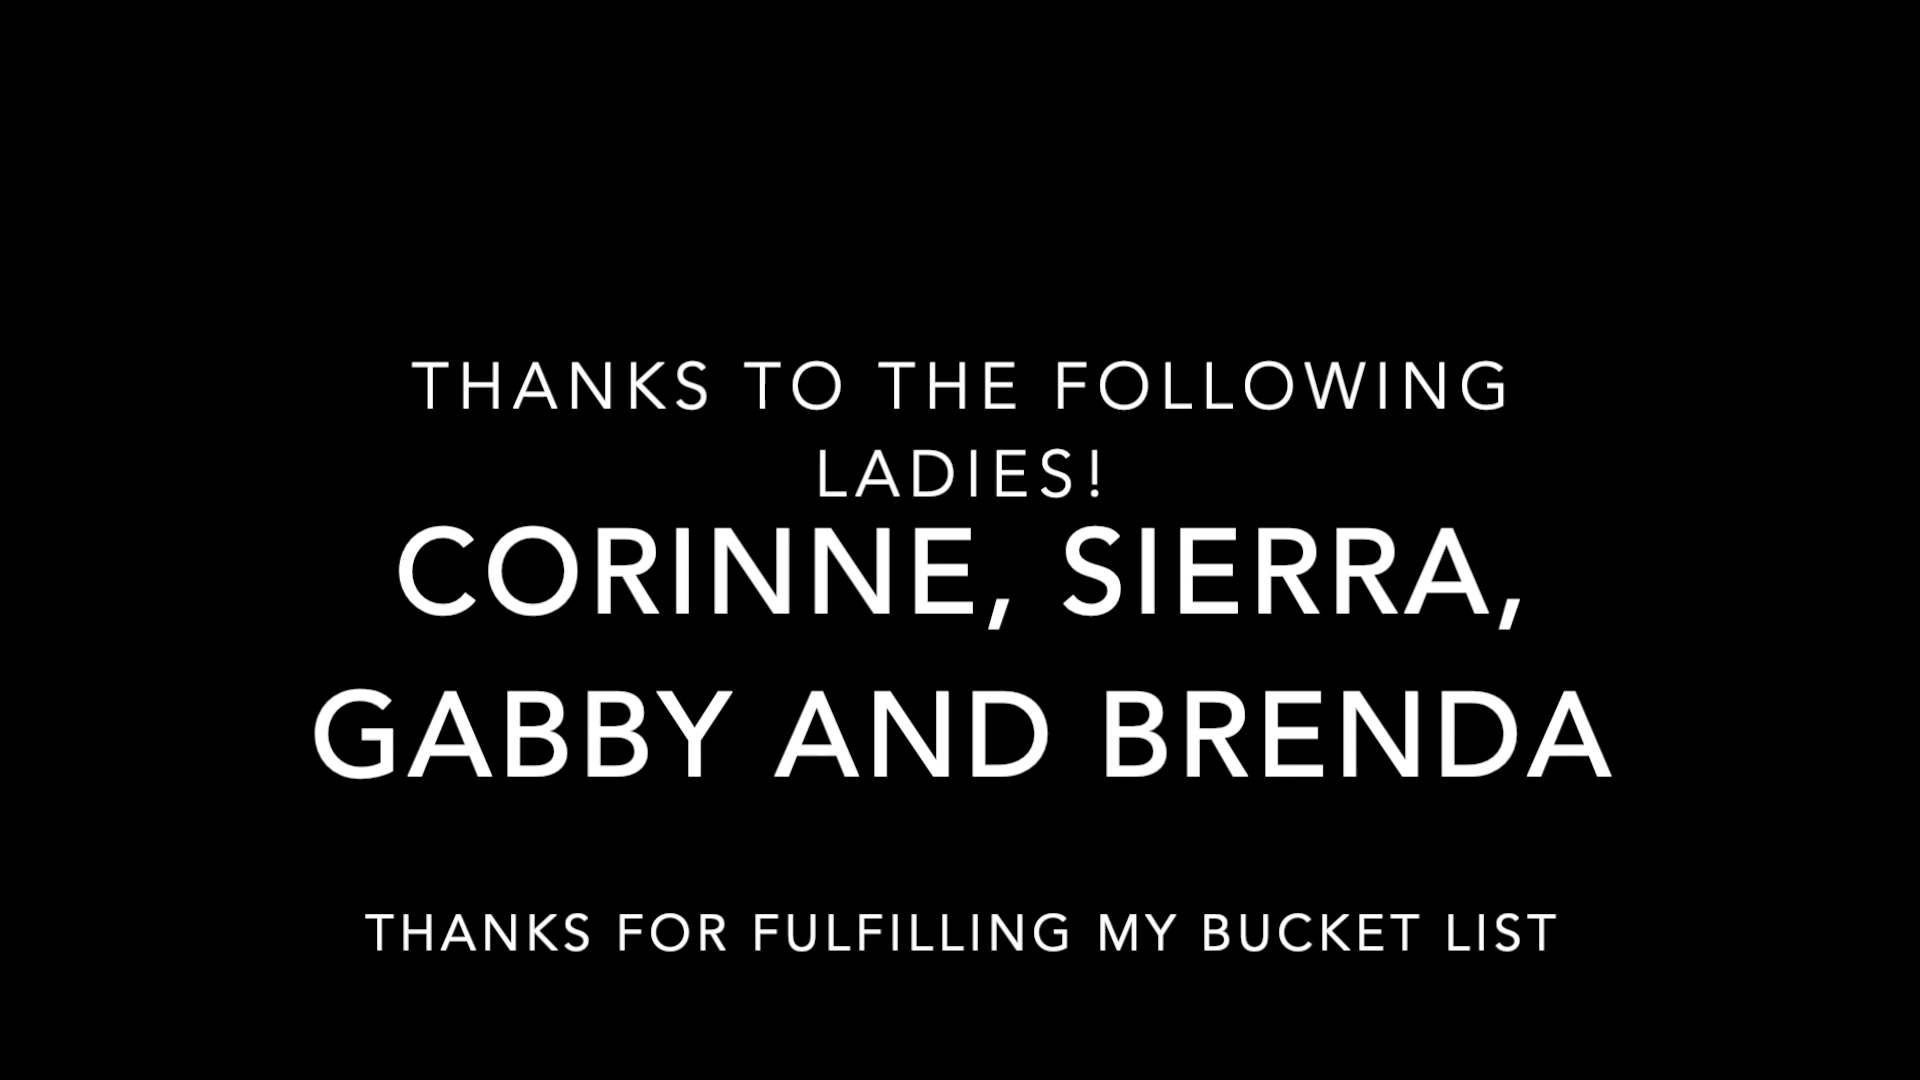 THANKS TO THE FOLLOWING
LADIES!
CORINNE, SIERRA,
GABBY AND BRENDA
THANKS FOR FULFILLING MY BUCKET LIST